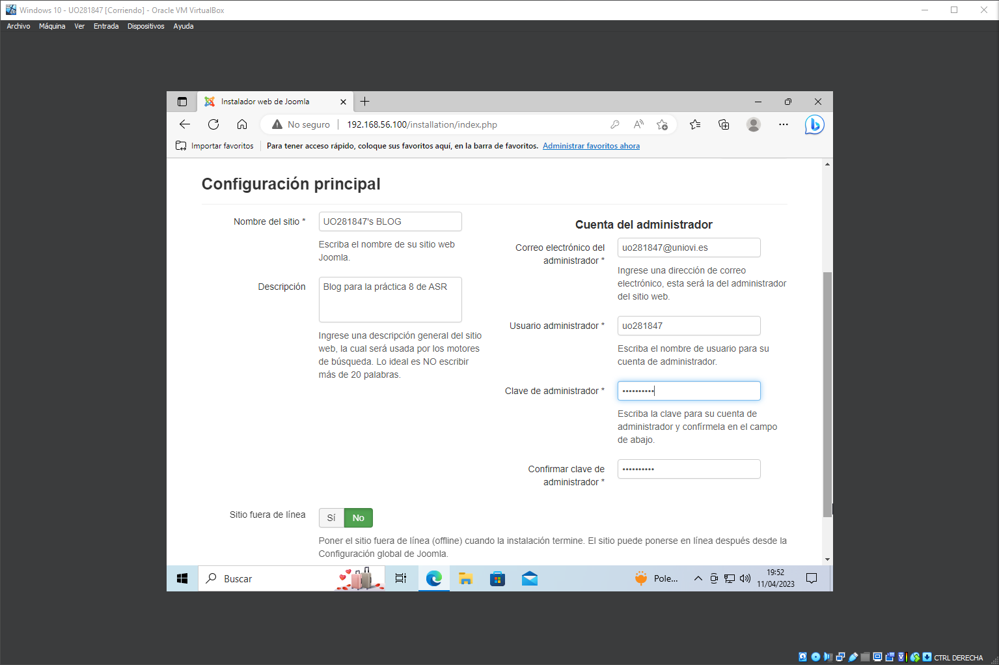 Windows 10 - UO281847 [Corriendo] - Oracle VM VirtualBox
Archivo Máquina Ver Entrada Dispositivos Ayuda
Instalador web de Joomla
No seguro 192.168.56.100/installation/index.php
Importar favoritos Para tener acceso rápido, coloque sus favoritos aquí, en la barra de favoritos. Administrar favoritos ahora
Configuración principal
Nombre del sitio *
UO281847's BLOG
Escriba el nombre de su sitio web
Joomla.
Descripción
Blog para la práctica 8 de ASR
Ingrese una descripción general del sitio
web, la cual será usada por los motores
de búsqueda. Lo ideal es NO escribir
más de 20 palabras.
Cuenta del administrador
Correo electrónico del
administrador *
uo281847@uniovi.es
Ingrese una dirección de correo
electrónico, esta será la del administrador
del sitio web.
Usuario administrador *
uo281847
Escriba el nombre de usuario para su
cuenta de administrador.
Clave de administrador *
••••••••••
Escriba la clave para su cuenta de
administrador y confírmela en el campo
de abajo.
Confirmar clave de
administrador *
••••••••••
Sitio fuera de línea
Sí No
Poner el sitio fuera de línea (offline) cuando la instalación termine. El sitio puede ponerse en línea después desde la
Configuración global de Joomla.
Buscar
Pole...
19:52
11/04/2023
CTRL DERECHA